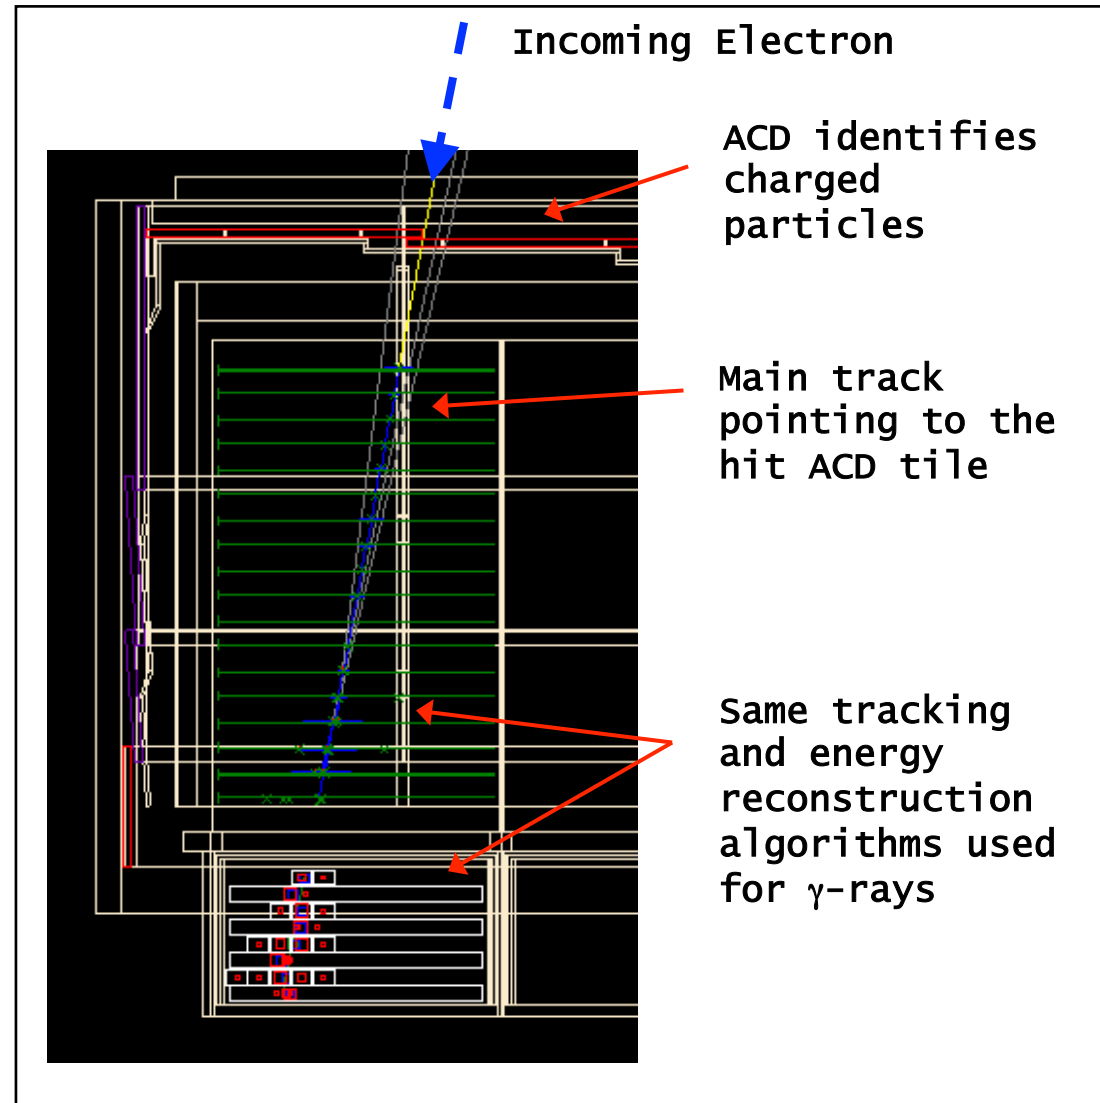 Incoming Electron
ACD identifies
charged
particles
Main track
pointing to the
hit ACD tile
Same tracking
and energy
reconstruction
algorithms used
for γ-rays